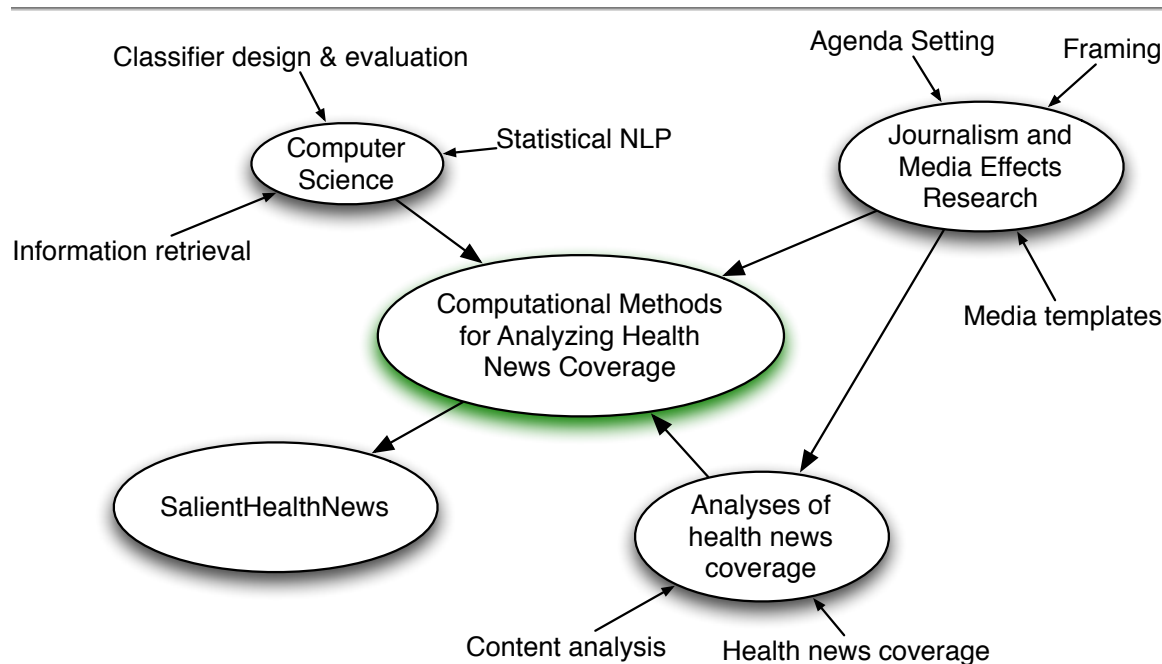 Agenda Setting
Framing
Classifier design & evaluation
Statistical NLP
Computer
Science
Journalism and
Media Effects
Research
Information retrieval
Computational Methods
for Analyzing Health
News Coverage
Media templates
SalientHealthNews
Analyses of
health news
coverage
Content analysis
Health news coverage